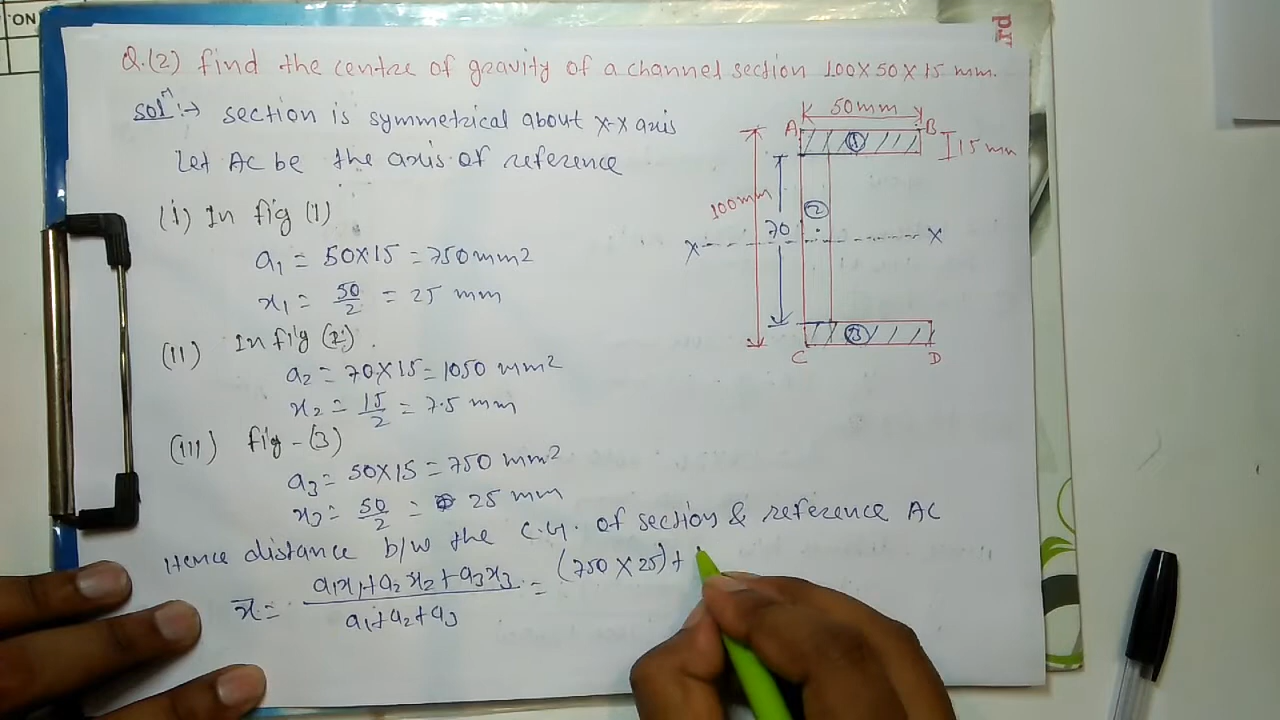 NO
pr
Q.(2) find the centre of gravity of a channel section 100×50×15 mm.
Solⁿ:→ section is symmetrical about X-X axis
Let AC be the axis of reference
(i) In fig (1)
a₁ = 50×15 = 750 mm2
x₁ = 50/2 = 25 mm
(II) In fig (2).
a₂ = 70×15 = 1050 mm²
x₂ = 15/2 = 7.5 mm
(III) fig-(3)
a₃ = 50×15 = 750 mm²
x₃ = 50/2 = 25 mm
Hence distance b/w the C.G. of section & reference AC
x̄ = a₁x₁+a₂x₂+a₃x₃/a₁+a₂+a₃ = (750×25)+
50mm
A B
1 15 mm
100mm
2
70
X X
3
C D